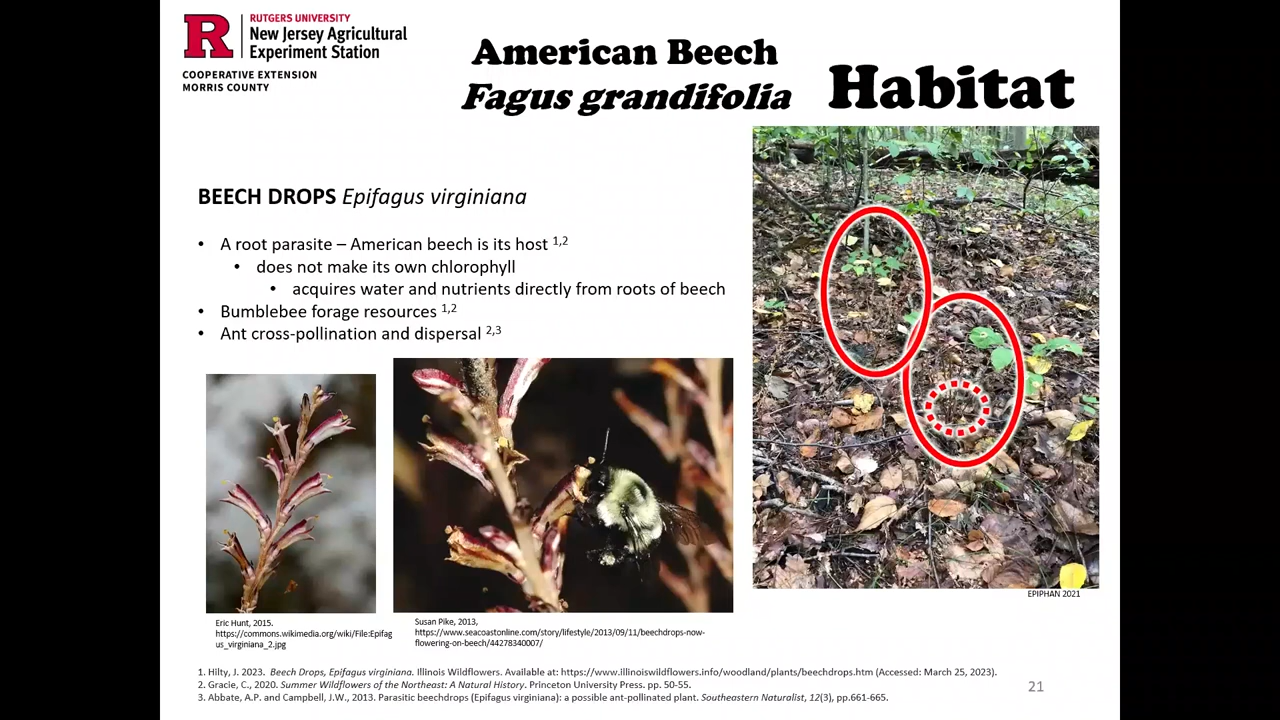 RUTGERS UNIVERSITY
New Jersey Agricultural
Experiment Station
COOPERATIVE EXTENSION
MORRIS COUNTY
American Beech
Fagus grandifolia
Habitat
BEECH DROPS Epifagus virginiana
• A root parasite – American beech is its host 1,2
• does not make its own chlorophyll
• acquires water and nutrients directly from roots of beech
• Bumblebee forage resources 1,2
• Ant cross-pollination and dispersal 2,3
EPIPHAN 2021
Eric Hunt, 2015.
https://commons.wikimedia.org/wiki/File:Epifag
us_virginiana_2.jpg
Susan Pike, 2013,
https://www.seacoastonline.com/story/lifestyle/2013/09/11/beechdrops-now-
flowering-on-beech/44278340007/
1. Hilty, J. 2023. Beech Drops, Epifagus virginiana. Illinois Wildflowers. Available at: https://www.illinoiswildflowers.info/woodland/plants/beechdrops.htm (Accessed: March 25, 2023).
2. Gracie, C., 2020. Summer Wildflowers of the Northeast: A Natural History. Princeton University Press. pp. 50-55.
3. Abbate, A.P. and Campbell, J.W., 2013. Parasitic beechdrops (Epifagus virginiana): a possible ant-pollinated plant. Southeastern Naturalist, 12(3), pp.661-665.
21